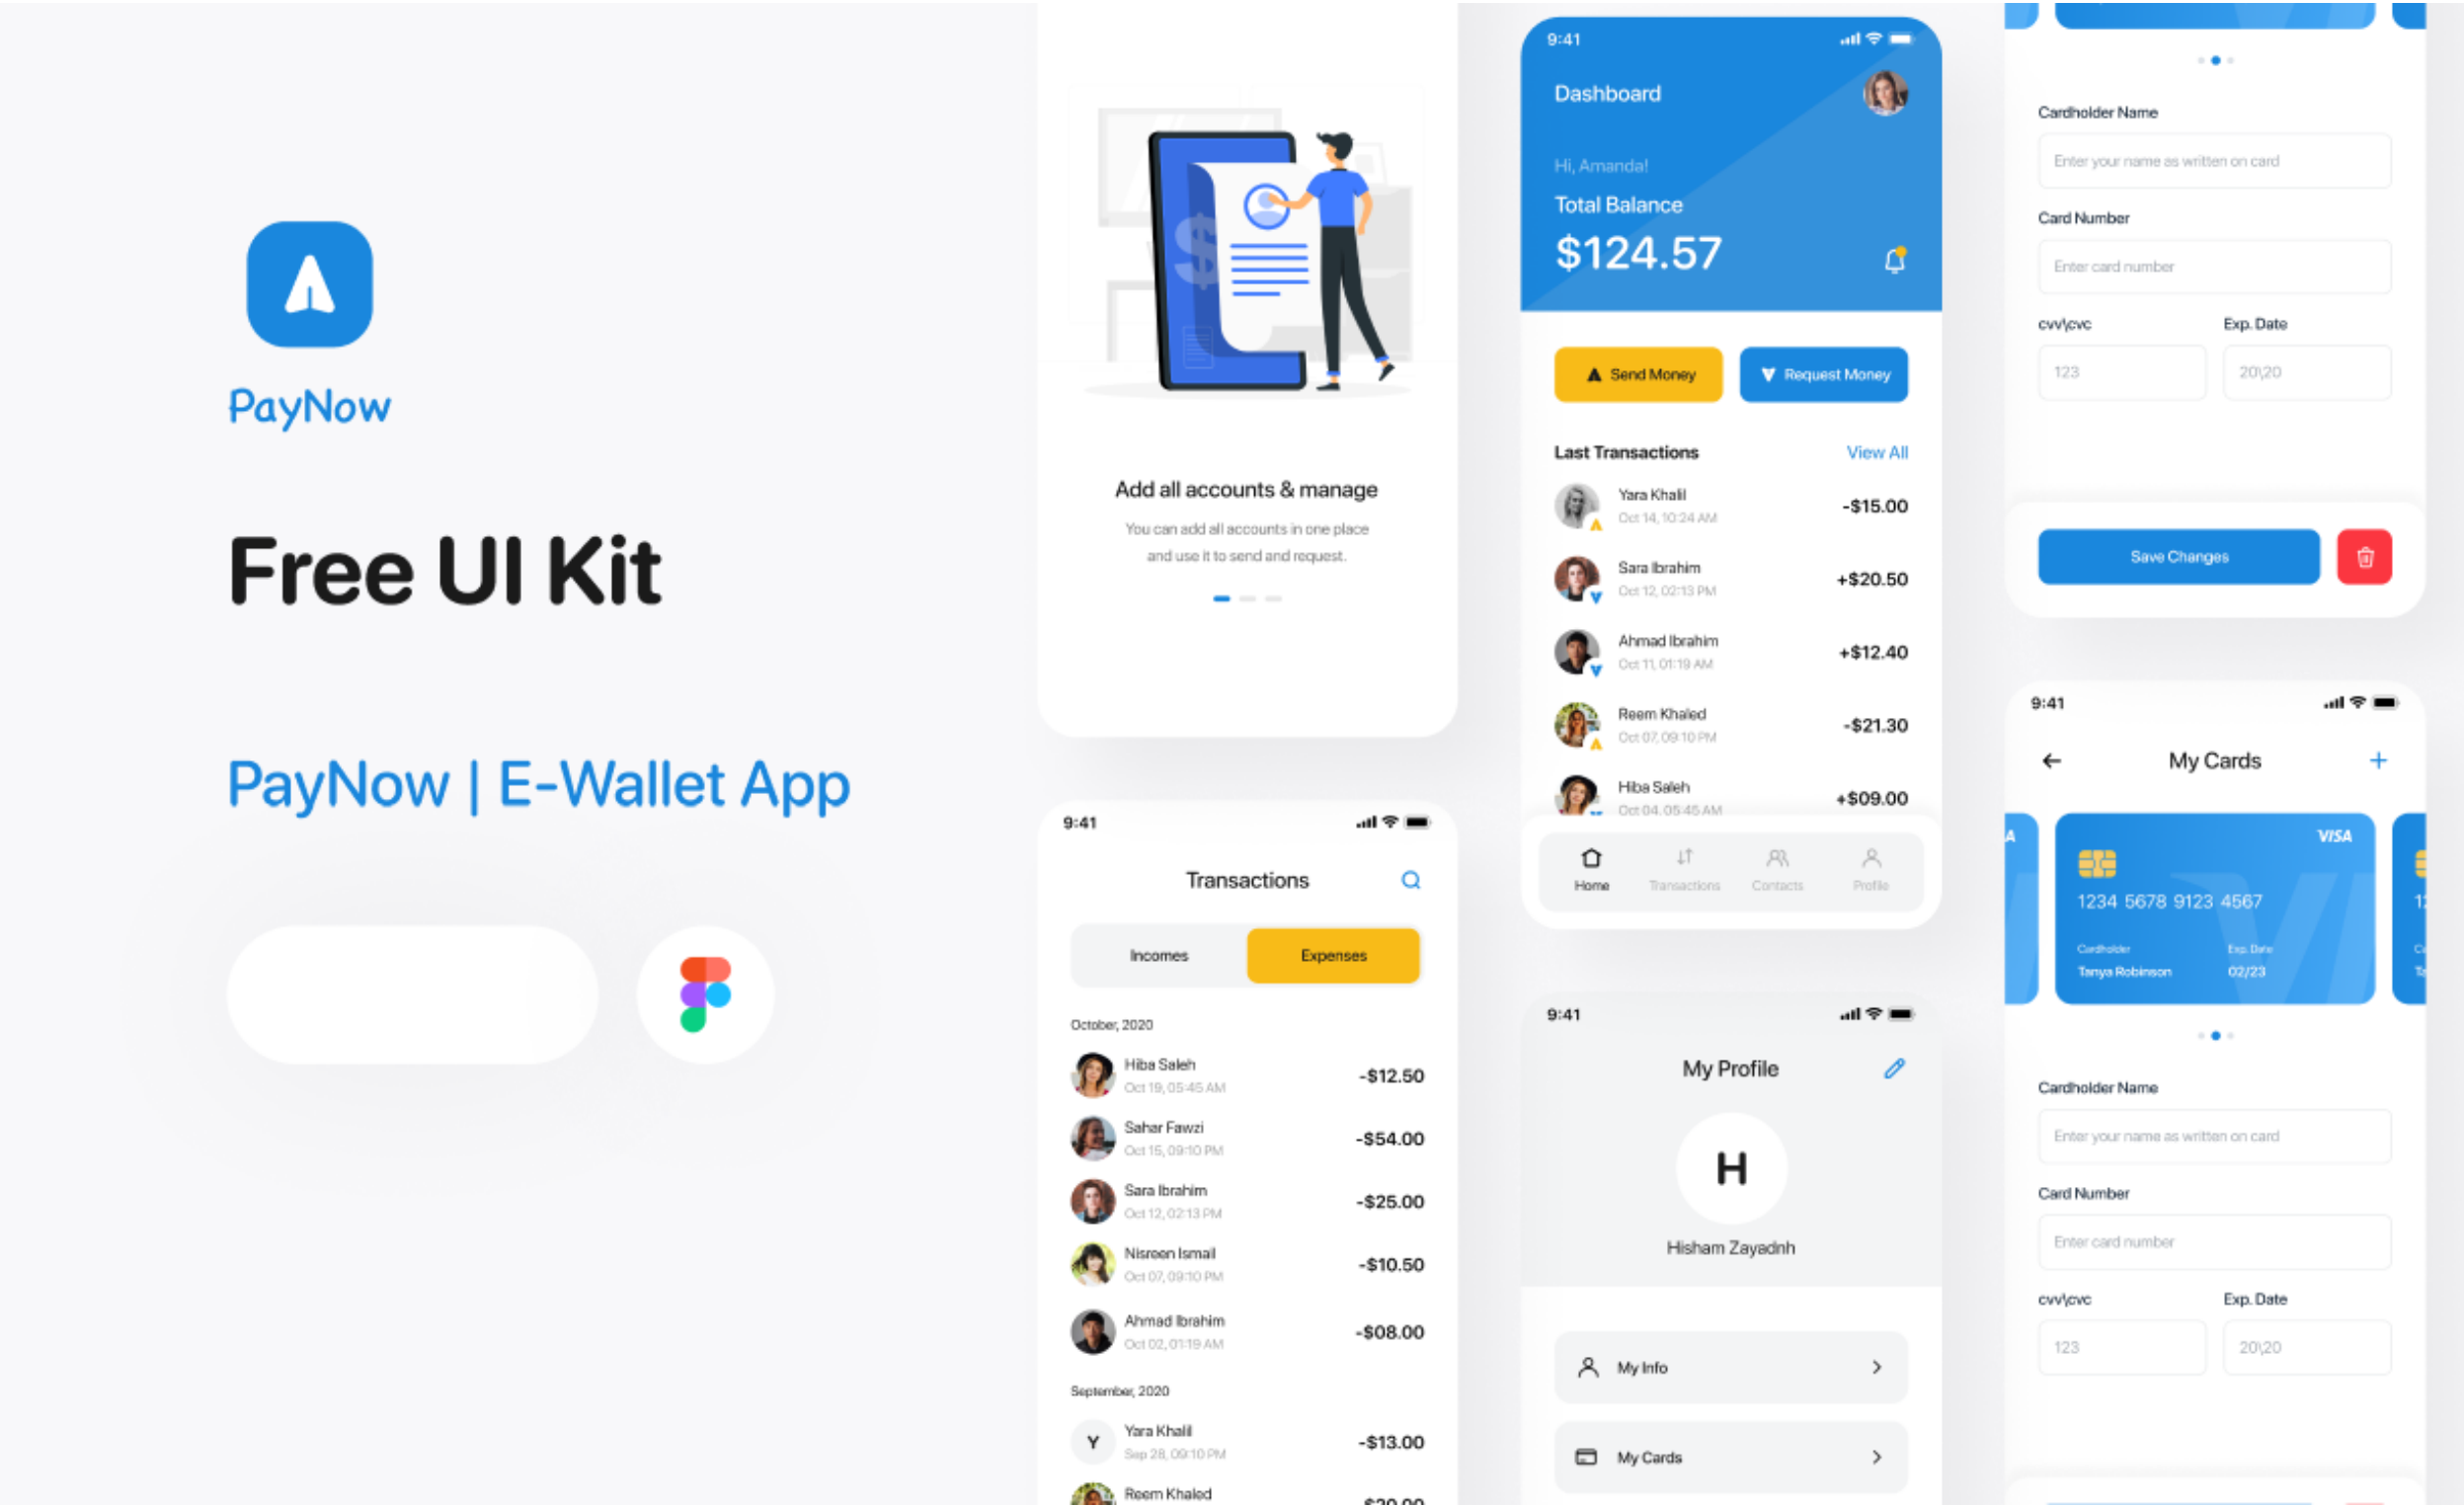 PayNow
Free UI Kit
PayNow | E-Wallet App
Add all accounts & manage
You can add all accounts in one place
and use it to send and request.
9:41
Transactions
Incomes
Expenses
October, 2020
Hiba Saleh
-$12.50
Oct 19, 05:45 AM
Sahar Fawzi
-$54.00
Oct 15, 09:10 PM
Sara Ibrahim
-$25.00
Oct 12, 02:13 PM
Nisreen Ismail
-$10.50
Oct 07, 09:10 PM
Ahmad Ibrahim
-$08.00
Oct 02, 01:19 AM
September, 2020
Y
Yara Khalil
-$13.00
Sep 28, 09:10 PM
Reem Khaled
9:41
Dashboard
Hi, Amanda!
Total Balance
$124.57
Send Money
Request Money
Last Transactions
View All
Yara Khalil
-$15.00
Oct 14, 10:24 AM
Sara Ibrahim
+$20.50
Oct 12, 02:13 PM
Ahmad Ibrahim
+$12.40
Oct 11, 01:19 AM
Reem Khaled
-$21.30
Oct 07, 09:10 PM
Hiba Saleh
+$09.00
Oct 04, 05:45 AM
Home
Transactions
Contacts
Profile
9:41
My Profile
H
Hisham Zayadnh
My Info
My Cards
Cardholder Name
Enter your name as written on card
Card Number
Enter card number
cvv\cvc
Exp. Date
123
20\20
Save Changes
9:41
My Cards
VISA
1234 5678 9123 4567
Cardholder
Exp. Date
Tanya Robinson
02/23
Cardholder Name
Enter your name as written on card
Card Number
Enter card number
cvv\cvc
Exp. Date
123
20\20